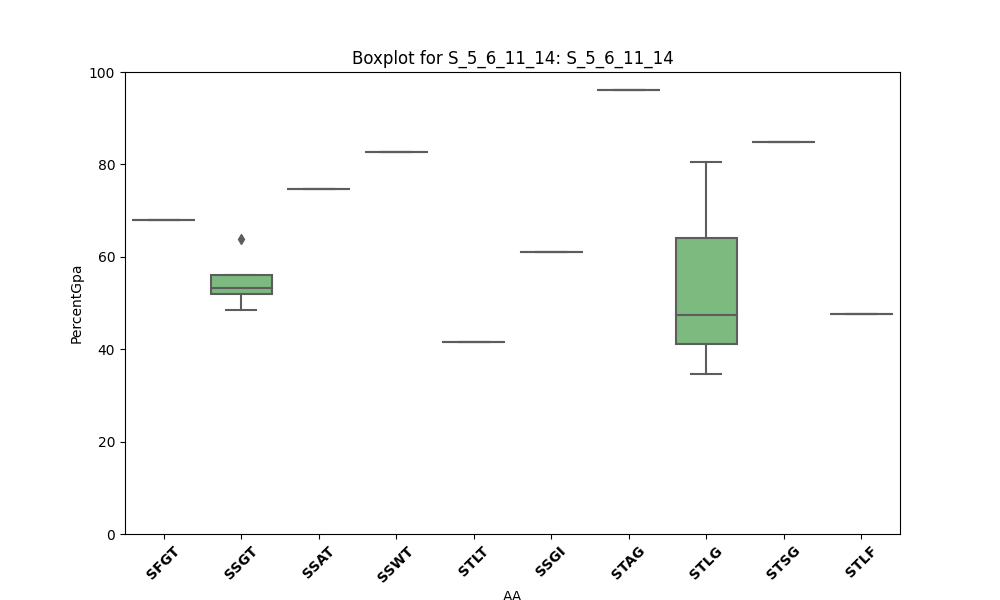 Boxplot for S_5_6_11_14: S_5_6_11_14
100
80
60
40
20
0
PercentGpa
SFGT
SSGT
SSAT
SSWT
STLT
SSGI
STAG
STLG
STSG
STLF
AA